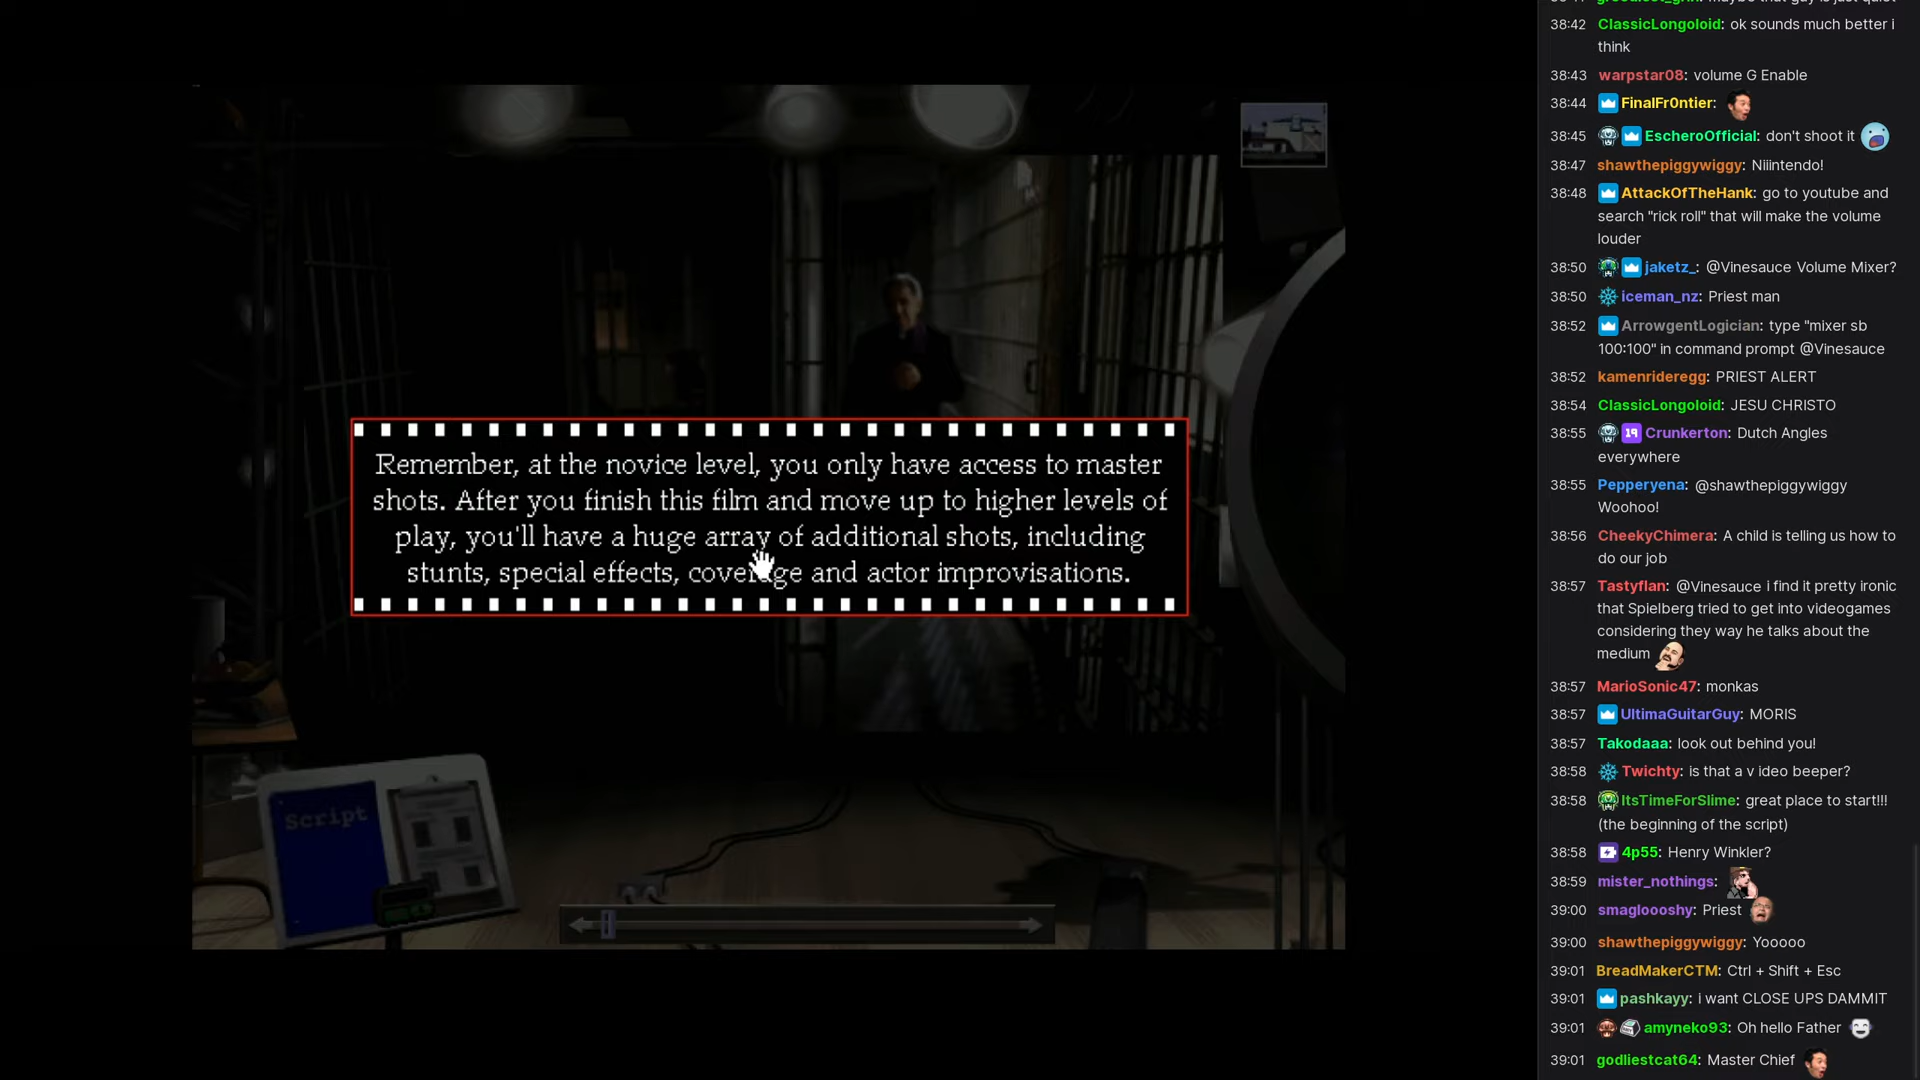 Remember, at the novice level, you only have access to master
shots. After you finish this film and move up to higher levels of
play, you'll have a huge array of additional shots, including
stunts, special effects, coverage and actor improvisations.
Script
38:42 ClassicLongoloid: ok sounds much better i
think
38:43 warpstar08: volume G Enable
38:44 FinalFr0ntier:
38:45 EscheroOfficial: don't shoot it
38:47 shawthepiggywiggy: Niiintendo!
38:48 AttackOfTheHank: go to youtube and
search "rick roll" that will make the volume
louder
38:50 jaketz_: @Vinesauce Volume Mixer?
38:50 iceman_nz: Priest man
38:52 ArrowgentLogician: type "mixer sb
100:100" in command prompt @Vinesauce
38:52 kamenrideregg: PRIEST ALERT
38:54 ClassicLongoloid: JESU CHRISTO
38:55 19 Crunkerton: Dutch Angles
everywhere
38:55 Pepperyena: @shawthepiggywiggy
Woohoo!
38:56 CheekyChimera: A child is telling us how to
do our job
38:57 Tastyflan: @Vinesauce i find it pretty ironic
that Spielberg tried to get into videogames
considering they way he talks about the
medium
38:57 MarioSonic47: monkas
38:57 UltimaGuitarGuy: MORIS
38:57 Takodaaa: look out behind you!
38:58 Twichty: is that a v ideo beeper?
38:58 ItsTimeForSlime: great place to start!!!
(the beginning of the script)
38:58 4p55: Henry Winkler?
38:59 mister_nothings:
39:00 smagloooshy: Priest
39:00 shawthepiggywiggy: Yooooo
39:01 BreadMakerCTM: Ctrl + Shift + Esc
39:01 pashkayy: i want CLOSE UPS DAMMIT
39:01 amyneko93: Oh hello Father
39:01 godliestcat64: Master Chief